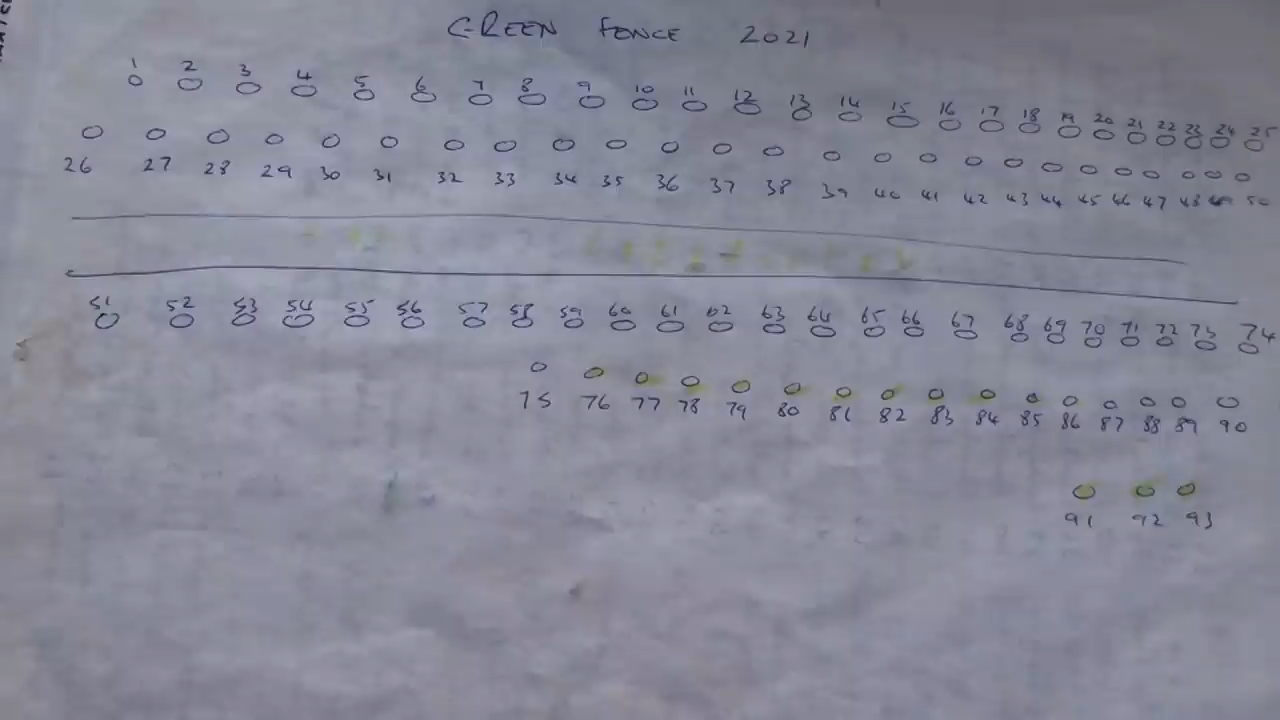 GREEN FONCE 2021
1 2 3 4 5 6 7 8 9 10 11 12 13 14 15 16 17 18 19 20 21 22 23 24 25
26 27 28 29 30 31 32 33 34 35 36 37 38 39 40 41 42 43 44 45 46 47 48 49 50
51 52 53 54 55 56 57 58 59 60 61 62 63 64 65 66 67 68 69 70 71 72 73 74
75 76 77 78 79 80 81 82 83 84 85 86 87 88 89 90
91 92 93